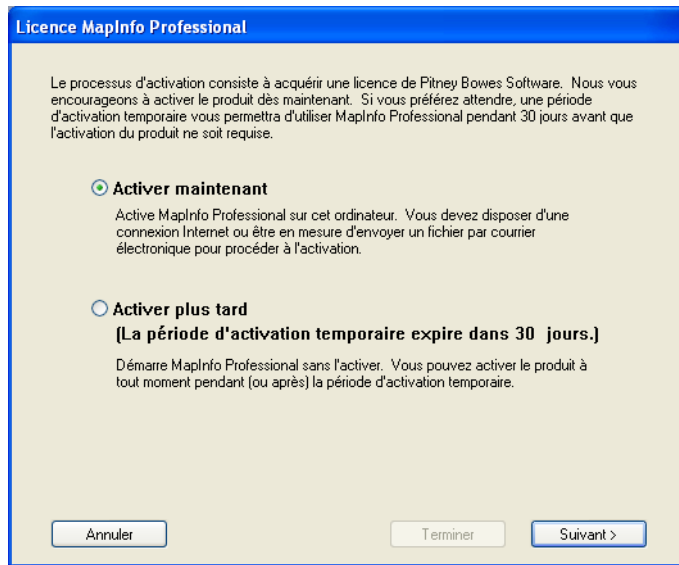 Licence MapInfo Professional
Le processus d'activation consiste à acquérir une licence de Pitney Bowes Software. Nous vous
encourageons à activer le produit dès maintenant. Si vous préférez attendre, une période
d'activation temporaire vous permettra d'utiliser MapInfo Professional pendant 30 jours avant que
l'activation du produit ne soit requise.
Activer maintenant
Active MapInfo Professional sur cet ordinateur. Vous devez disposer d'une
connexion Internet ou être en mesure d'envoyer un fichier par courrier
électronique pour procéder à l'activation.
Activer plus tard
(La période d'activation temporaire expire dans 30 jours.)
Démarre MapInfo Professional sans l'activer. Vous pouvez activer le produit à
tout moment pendant (ou après) la période d'activation temporaire.
Annuler
Terminer
Suivant >